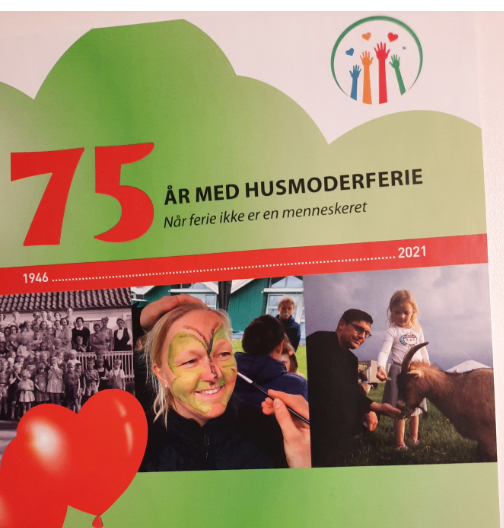 75
ÅR MED HUSMODERFERIE
Når ferie ikke er en menneskeret
1946 ........................................ 2021